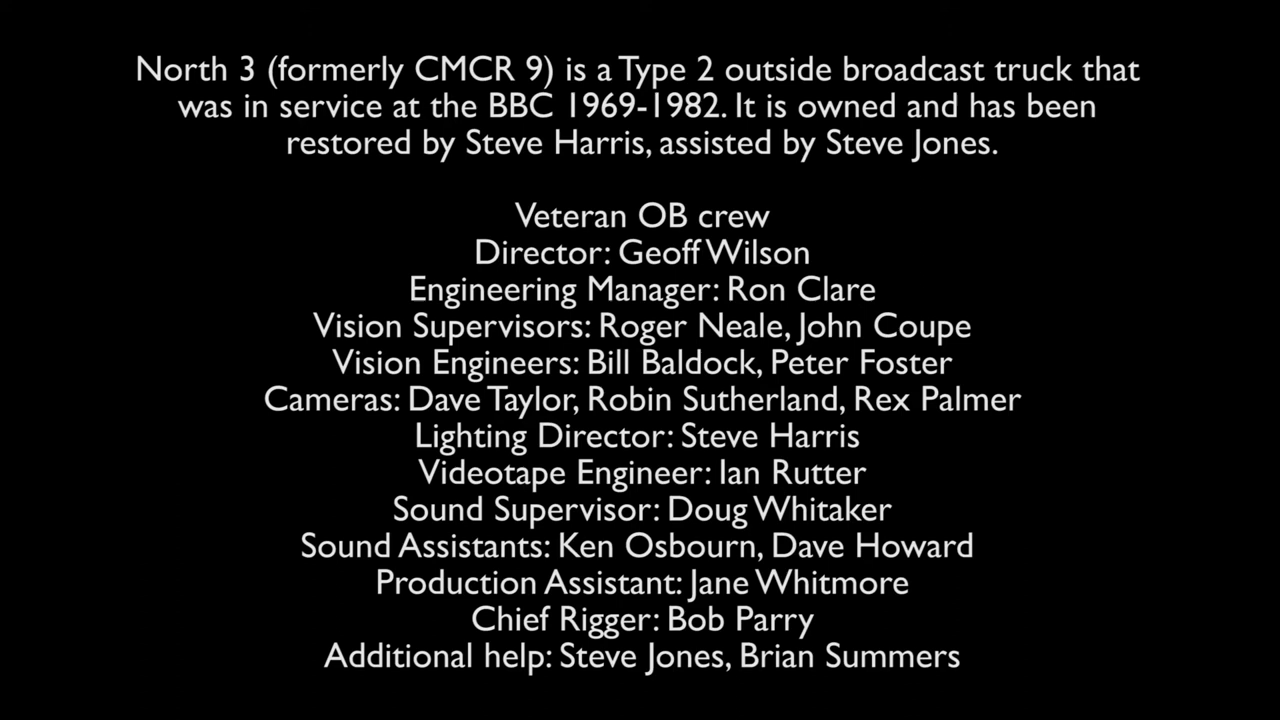 North 3 (formerly CMCR 9) is a Type 2 outside broadcast truck that
was in service at the BBC 1969-1982. It is owned and has been
restored by Steve Harris, assisted by Steve Jones.
Veteran OB crew
Director: Geoff Wilson
Engineering Manager: Ron Clare
Vision Supervisors: Roger Neale, John Coupe
Vision Engineers: Bill Baldock, Peter Foster
Cameras: Dave Taylor, Robin Sutherland, Rex Palmer
Lighting Director: Steve Harris
Videotape Engineer: Ian Rutter
Sound Supervisor: Doug Whitaker
Sound Assistants: Ken Osbourn, Dave Howard
Production Assistant: Jane Whitmore
Chief Rigger: Bob Parry
Additional help: Steve Jones, Brian Summers